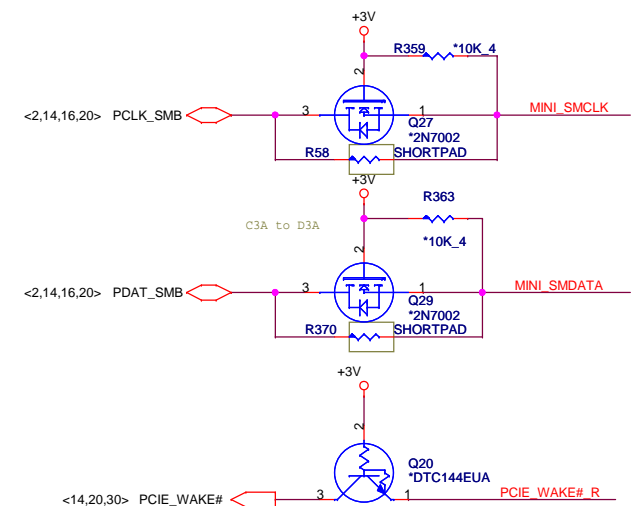 +3V
R359 *10K_4
2
<2,14,16,20> PCLK_SMB 3 1 MINI_SMCLK
Q27
*2N7002
R58 SHORTPAD
+3V
R363
C3A to D3A
*10K_4
2
<2,14,16,20> PDAT_SMB 3 1 MINI_SMDATA
Q29
*2N7002
R370 SHORTPAD
+3V
2
Q20
*DTC144EUA
<14,20,30> PCIE_WAKE# 3 1 PCIE_WAKE#_R